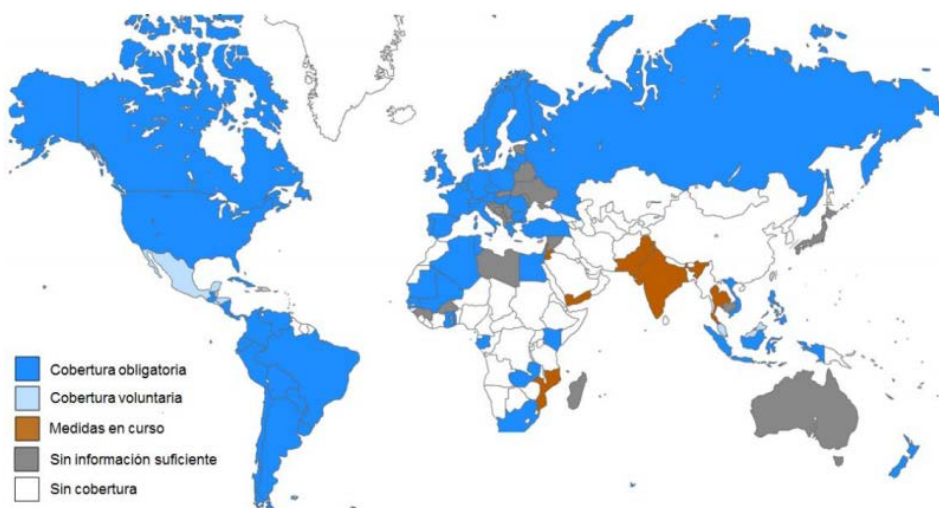 Cobertura obligatoria
Cobertura voluntaria
Medidas en curso
Sin información suficiente
Sin cobertura